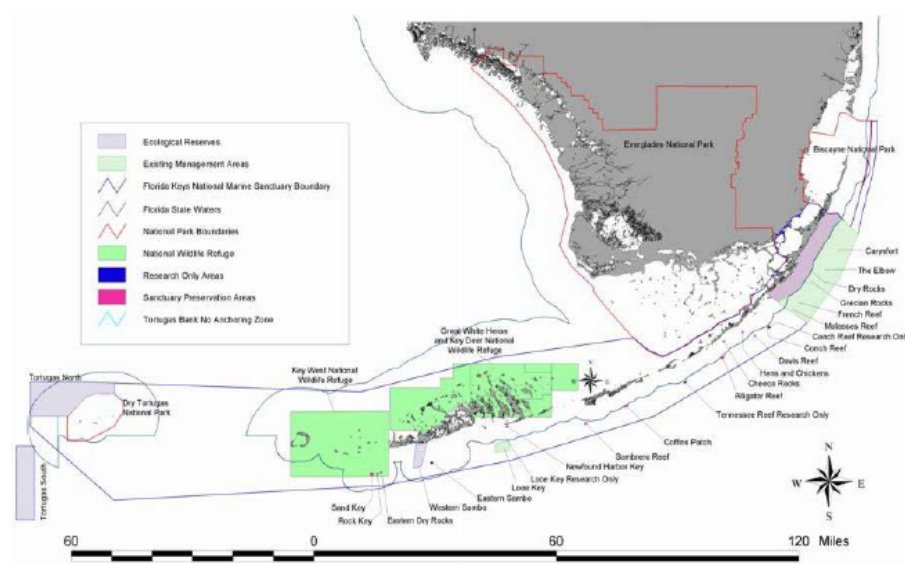 Ecological Reserves
Existing Management Areas
Florida Keys National Marine Sanctuary Boundary
Florida State Waters
National Park Boundaries
National Wildlife Refuge
Research Only Areas
Sanctuary Preservation Areas
Tortugas Bank No Anchoring Zone
Everglades National Park
Biscayne National Park
Carysfort
The Elbow
Dry Rocks
Grecian Rocks
French Reef
Molasses Reef
Conch Reef Research Only
Conch Reef
Davis Reef
Hens and Chickens
Cheeca Rocks
Alligator Reef
Tennessee Reef Research Only
Coffins Patch
Sombrero Reef
Newfound Harbor Key
Looe Key Research Only
Looe Key
Eastern Sambo
Western Sambo
Eastern Dry Rocks
Rock Key
Sand Key
Great White Heron
and Key Deer National
Wildlife Refuge
Key West National
Wildlife Refuge
Tortugas North
Dry Tortugas
National Park
Tortugas South
N
N
W
E
S
60
0
60
120
Miles